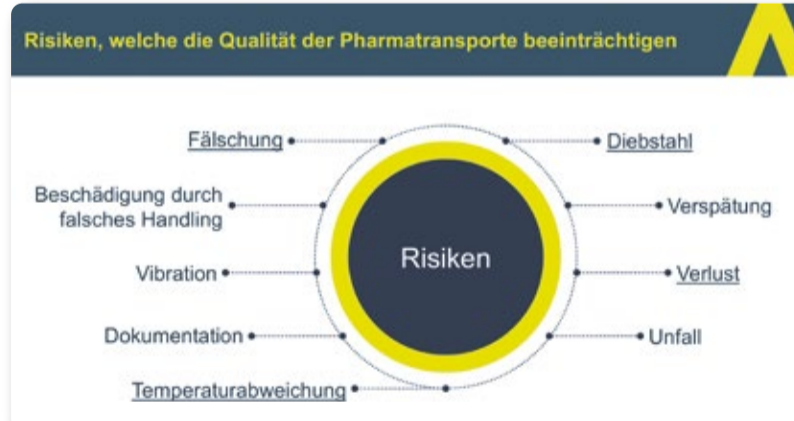 Risiken, welche die Qualität der Pharmatransporte beeinträchtigen
Fälschung
Diebstahl
Beschädigung durch
falsches Handling
Verspätung
Risiken
Vibration
Verlust
Dokumentation
Unfall
Temperaturabweichung